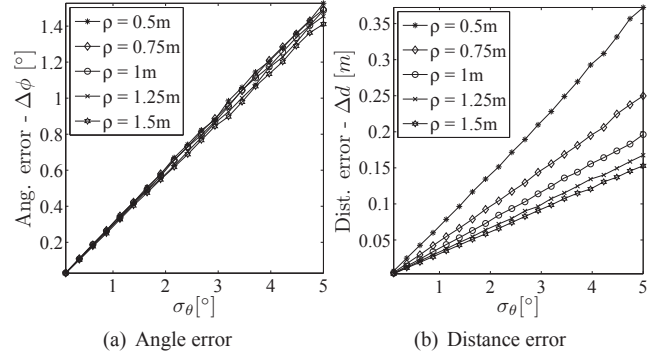 ρ = 0.5m
ρ = 0.75m
ρ = 1m
ρ = 1.25m
ρ = 1.5m
Ang. error - Δϕ [°]
1.4
1.2
1
0.8
0.6
0.4
0.2
1 2 3 4 5
σθ[°]
(a) Angle error
ρ = 0.5m
ρ = 0.75m
ρ = 1m
ρ = 1.25m
ρ = 1.5m
Dist. error - Δd [m]
0.35
0.3
0.25
0.2
0.15
0.1
0.05
1 2 3 4 5
σθ[°]
(b) Distance error